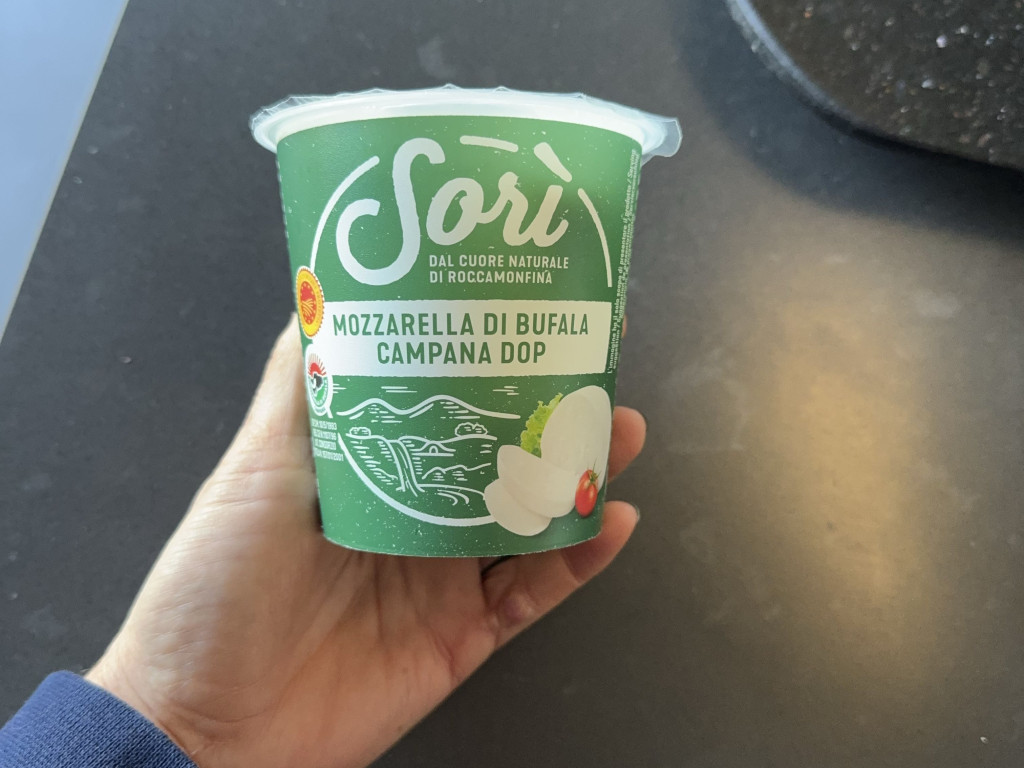 Sorì
DAL CUORE NATURALE
DI ROCCAMONFINA
MOZZARELLA DI BUFALA
CAMPANA DOP